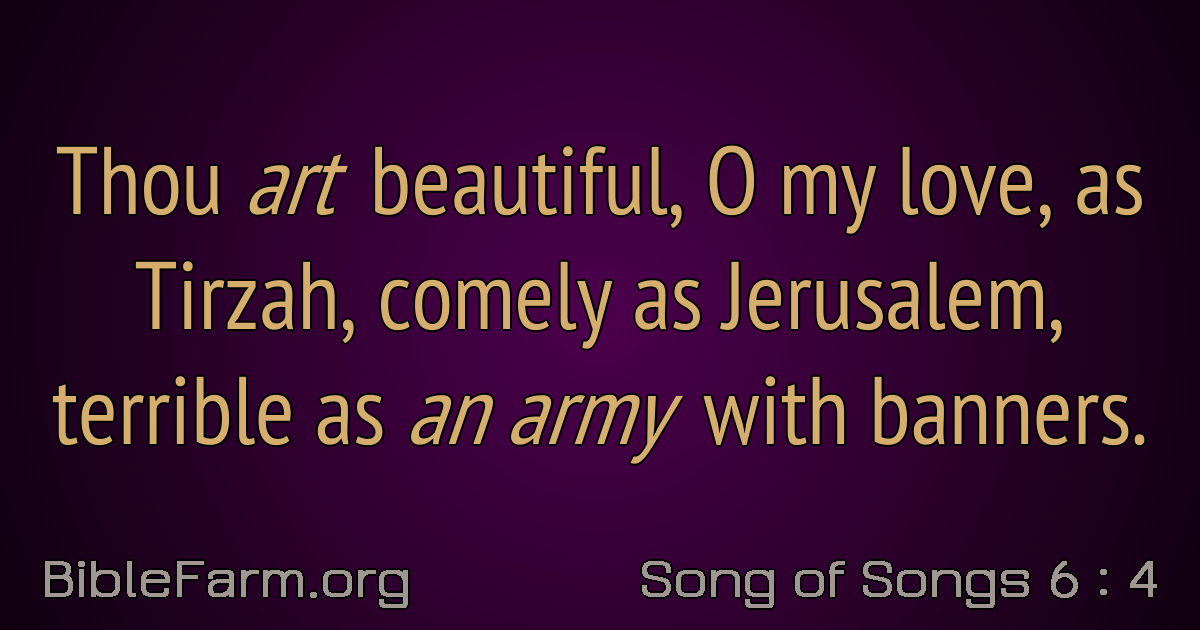 Thou art beautiful, O my love, as
Tirzah, comely as Jerusalem,
terrible as an army with banners.
BibleFarm.org
Song of Songs 6 : 4